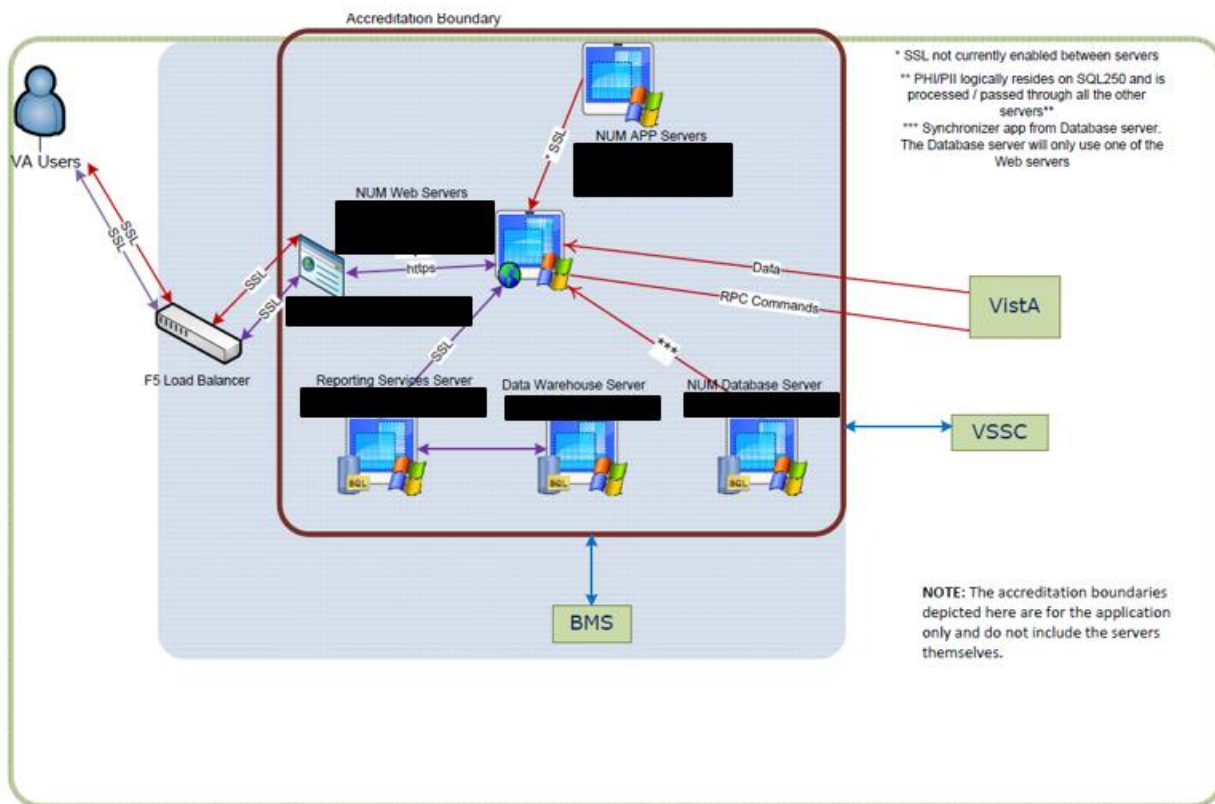 Accreditation Boundary
* SSL not currently enabled between servers
** PHI/PII logically resides on SQL250 and is
processed / passed through all the other
servers**
*** Synchronizer app from Database server.
The Database server will only use one of the
Web servers
VA Users
NUM APP Servers
* SSL
NUM Web Servers
SSL
SSL
https
SSL
SSL
Data
RPC Commands
VistA
F5 Load Balancer
SSL
***
Reporting Services Server
Data Warehouse Server
NUM Database Server
VSSC
SQL
SQL
SQL
BMS
NOTE: The accreditation boundaries
depicted here are for the application
only and do not include the servers
themselves.